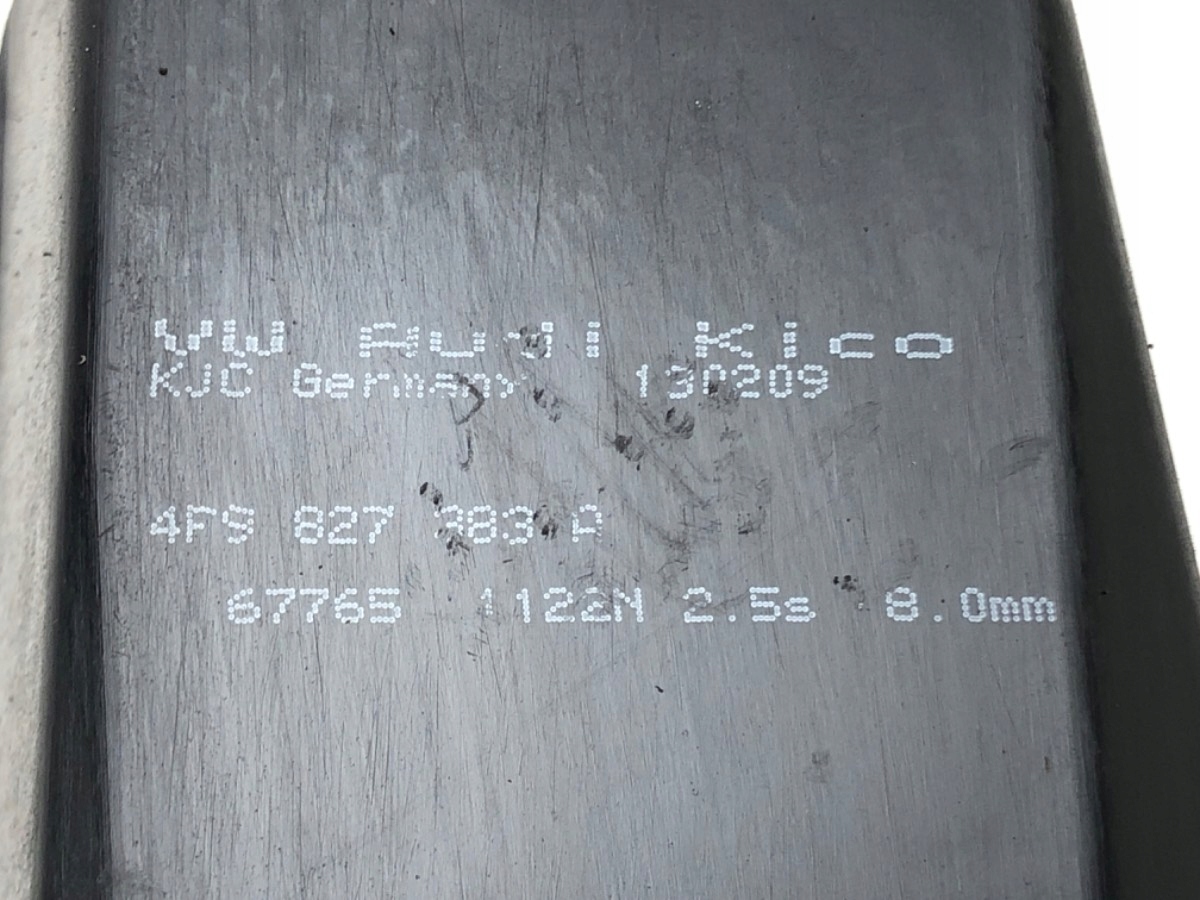 VW Audi Kico
KJC Germany 130209
4F9 827 383 A
67765 1122N 2.5s 8.0mm